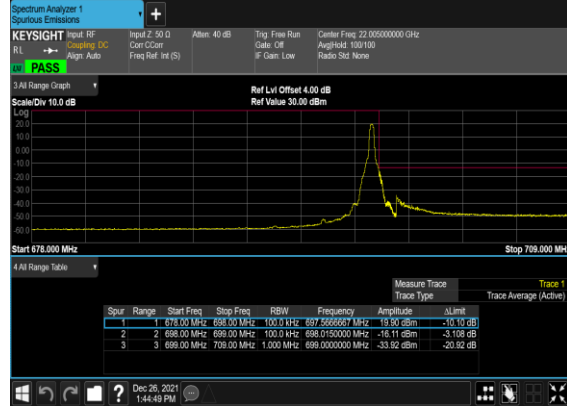 Spectrum Analyzer 1
Spurious Emissions
KEYSIGHT Input: RF Input Z: 50 Ω Atten: 40 dB Trig: Free Run Center Freq: 22.005000000 GHz
RL Coupling: DC Corr CCorr Gate: Off Avg|Hold: 100/100
Align: Auto Freq Ref: Int (S) IF Gain: Low Radio Std: None
LW PASS
3 All Range Graph
Ref Lvl Offset 4.00 dB
Scale/Div 10.0 dB Ref Value 30.00 dBm
Log
20.0
10.0
0.00
-10.0
-20.0
-30.0
-40.0
-50.0
-60.0
Start 678.000 MHz Stop 709.000 MH
4 All Range Table
Measure Trace Trace 1
Trace Type Trace Average (Active)
Spur Range Start Freq Stop Freq RBW Frequency Amplitude ΔLimit
1 1 678.00 MHz 698.00 MHz 100.0 kHz 697.5666667 MHz 19.90 dBm -10.10 dB
2 2 698.00 MHz 699.00 MHz 100.0 kHz 698.0150000 MHz -16.11 dBm -3.108 dB
3 3 699.00 MHz 709.00 MHz 1.000 MHz 699.0000000 MHz -33.92 dBm -20.92 dB
Dec 26, 2021
1:44:49 PM